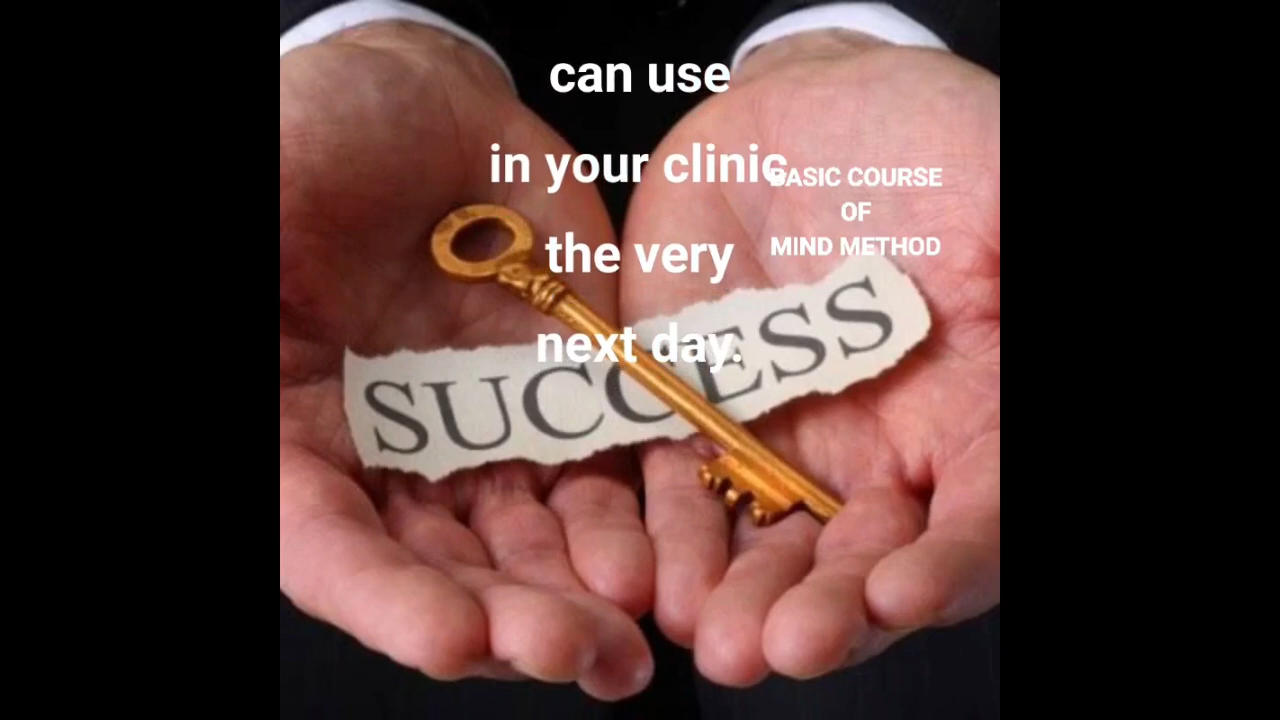 can use
in your clinic
the very
next day.
BASIC COURSE
OF
MIND METHOD
SUCCESS